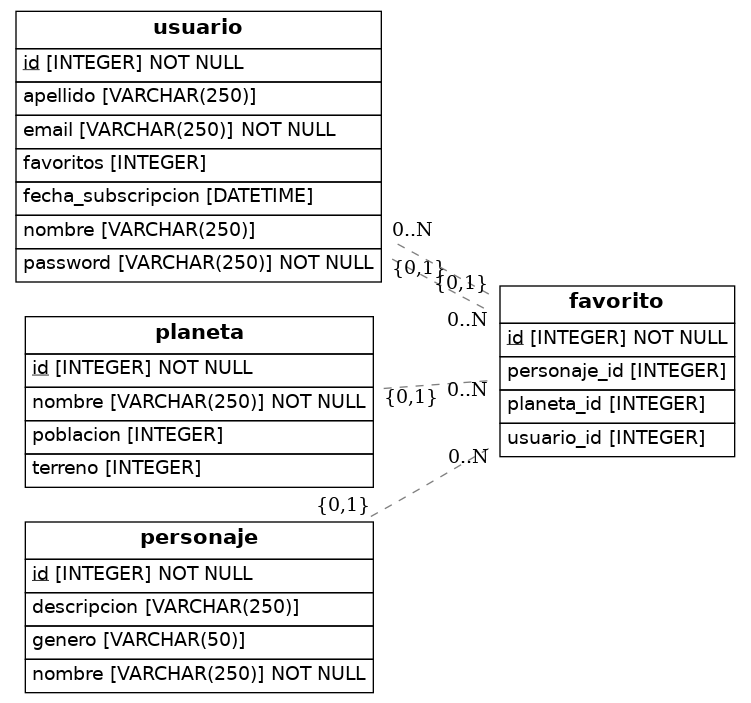 usuario
id [INTEGER] NOT NULL
apellido [VARCHAR(250)]
email [VARCHAR(250)] NOT NULL
favoritos [INTEGER]
fecha_subscripcion [DATETIME]
nombre [VARCHAR(250)]
password [VARCHAR(250)] NOT NULL
0..N
{0,1}
{0,1}
0..N
favorito
id [INTEGER] NOT NULL
personaje_id [INTEGER]
planeta_id [INTEGER]
usuario_id [INTEGER]
planeta
id [INTEGER] NOT NULL
nombre [VARCHAR(250)] NOT NULL
poblacion [INTEGER]
terreno [INTEGER]
{0,1}
0..N
0..N
{0,1}
personaje
id [INTEGER] NOT NULL
descripcion [VARCHAR(250)]
genero [VARCHAR(50)]
nombre [VARCHAR(250)] NOT NULL